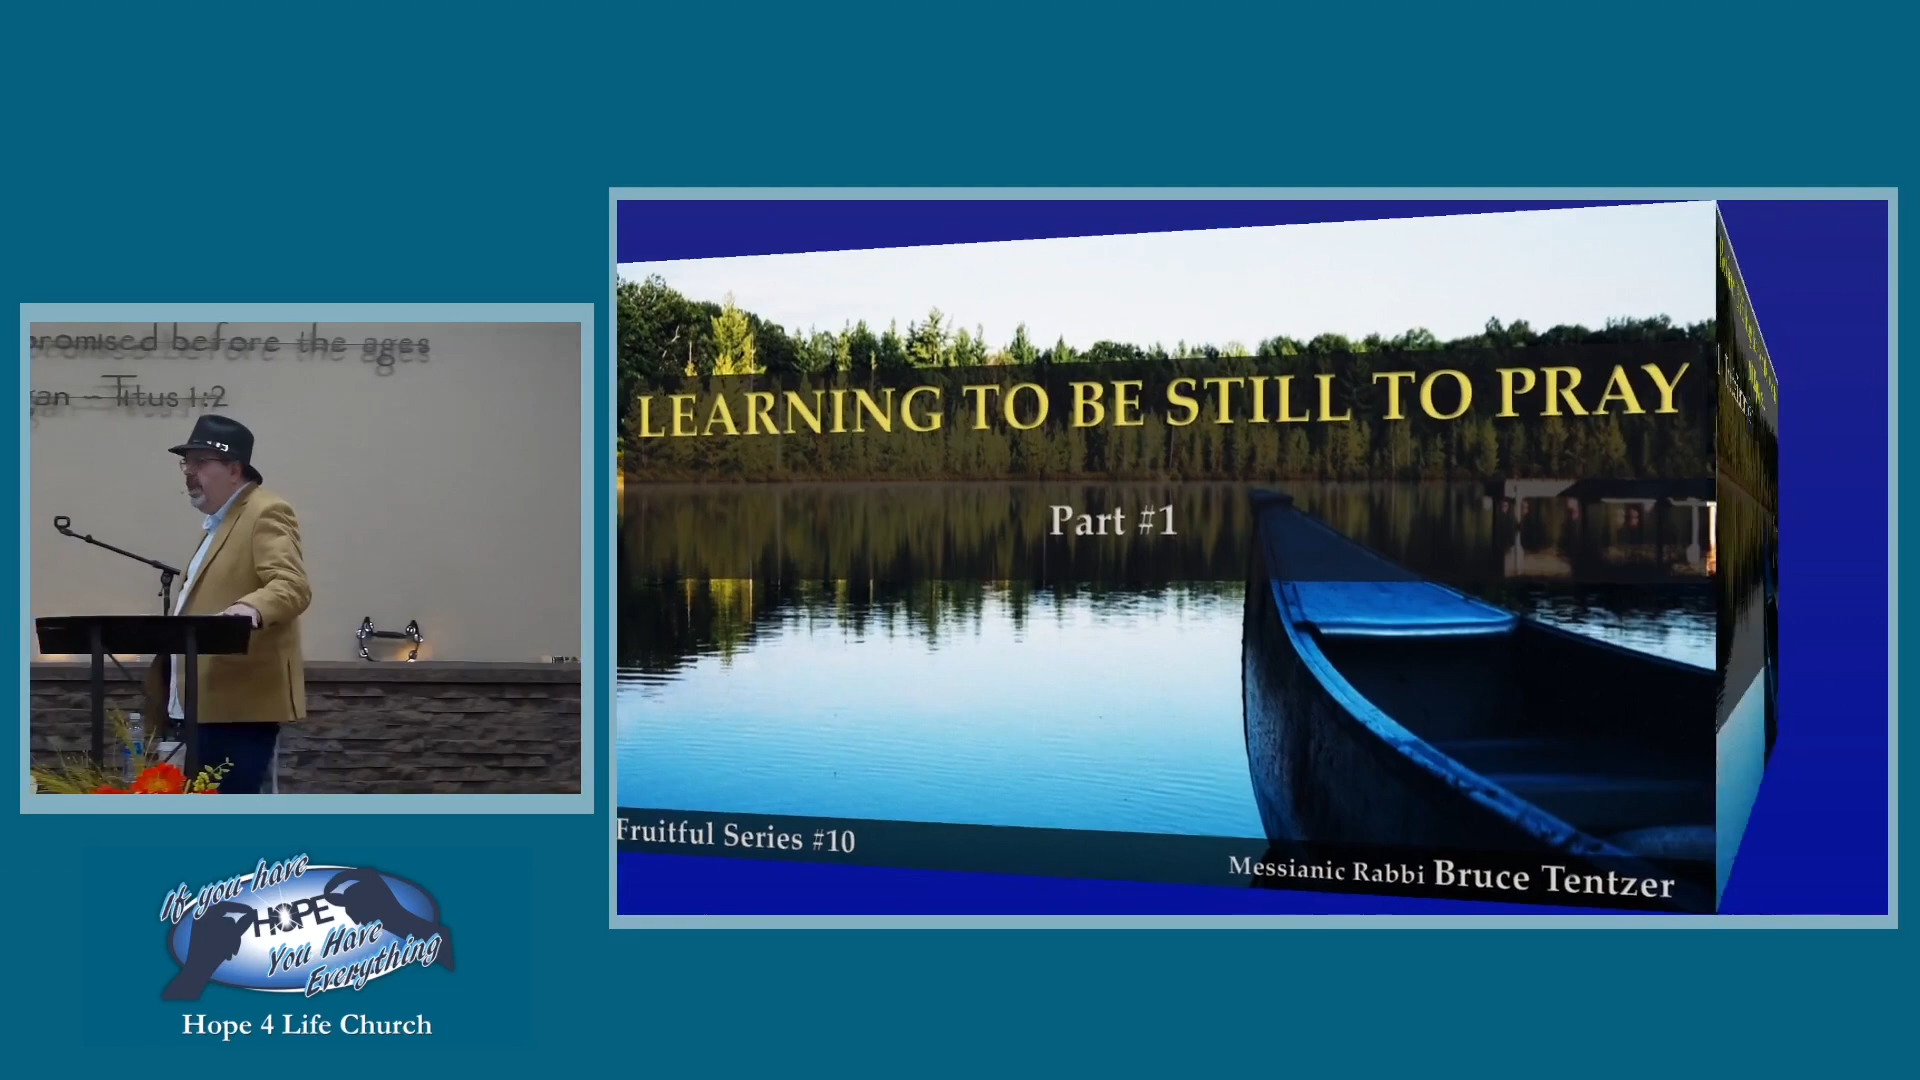 promised before the ages
gan - Titus 1:2
LEARNING TO BE STILL TO PRAY
Part #1
Fruitful Series #10
Messianic Rabbi Bruce Tentzer
If you have
HOPE
You Have
Everything
Hope 4 Life Church